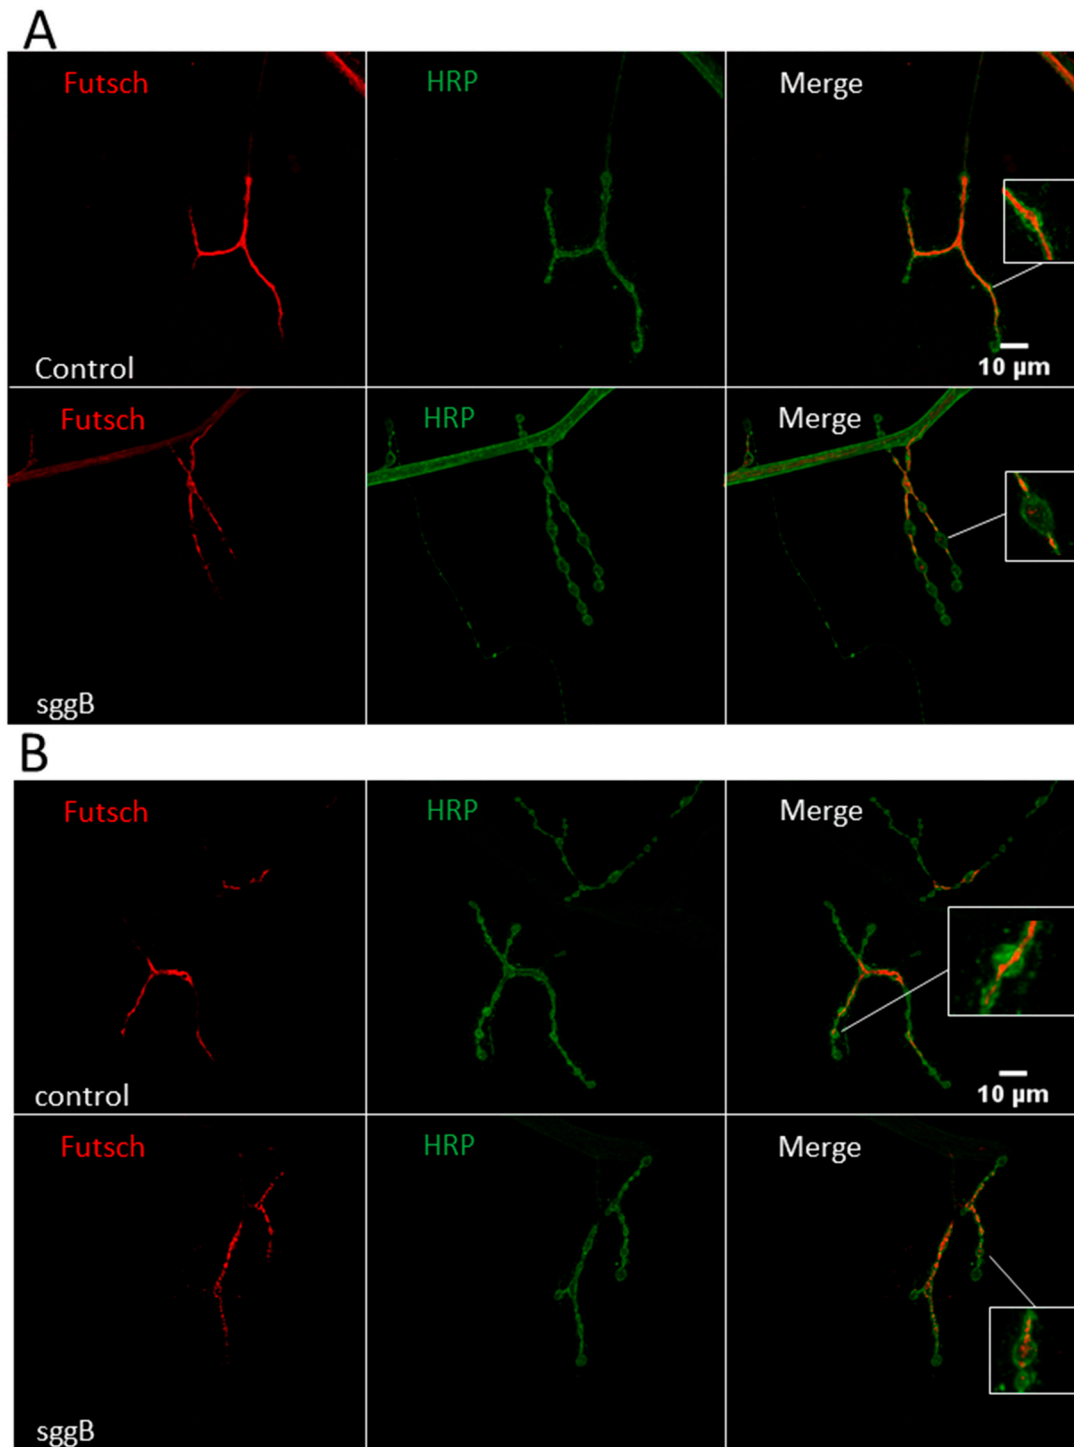 A
Futsch HRP Merge
10 µm
Control
Futsch HRP Merge
sggB
B
Futsch HRP Merge
10 µm
control
Futsch HRP Merge
sggB